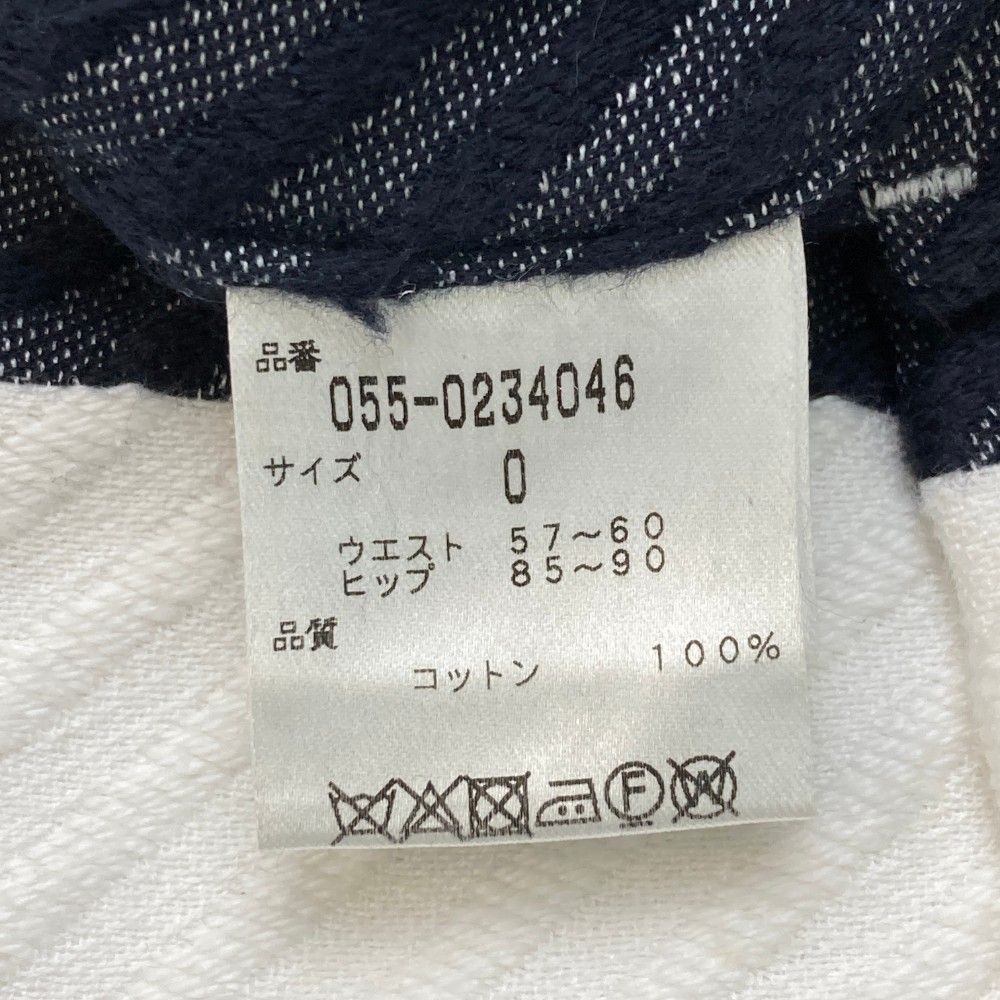 品番
055-0234046
サイズ 0
ウエスト 57~60
ヒップ 85~90
品質
コットン 100%
F W